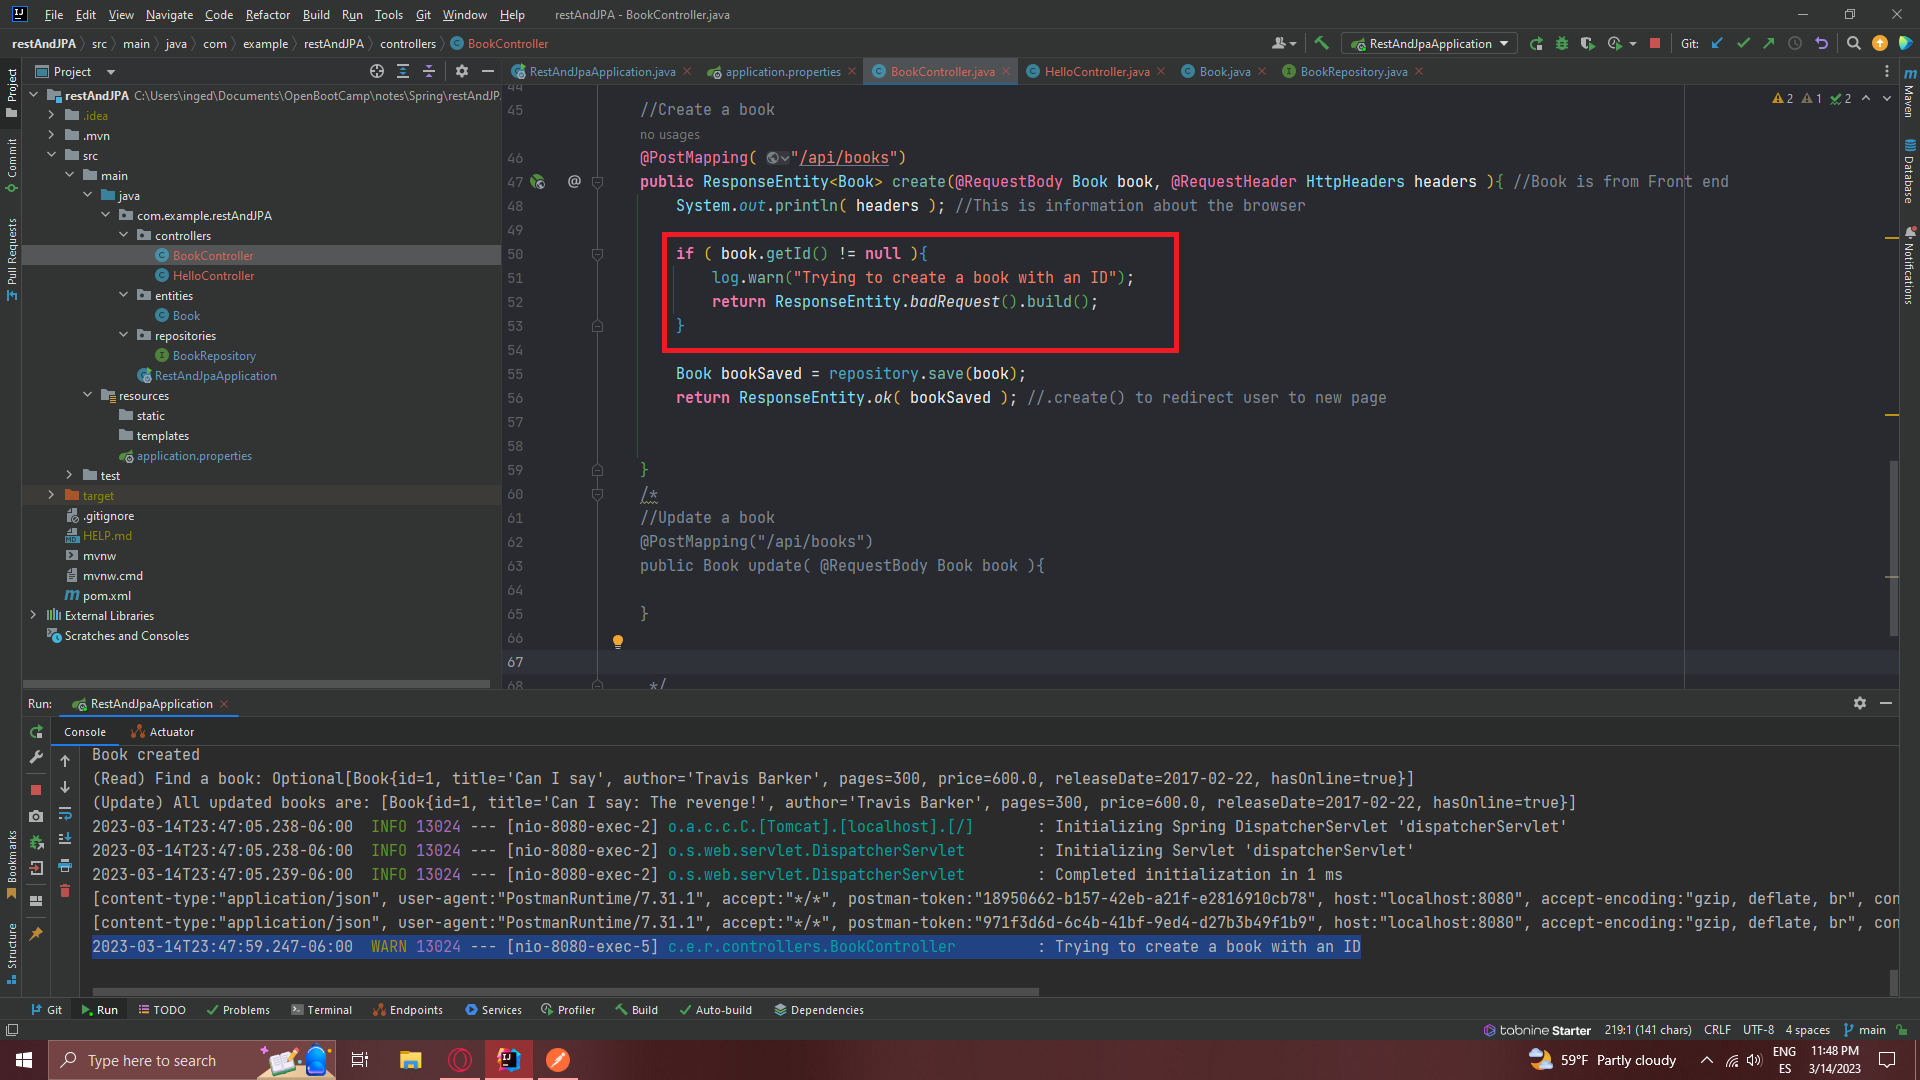 File Edit View Navigate Code Refactor Build Run Tools Git Window Help restAndJPA - BookController.java
restAndJPA src main java com example restAndJPA controllers BookController RestAndJpaApplication Git:
Project RestAndJpaApplication.java application.properties BookController.java HelloController.java Book.java BookRepository.java
Project
Commit
Pull Requests
Bookmarks
Structure
restAndJPA C:\Users\inged\Documents\OpenBootCamp\notes\Spring\restAndJP
.idea
.mvn
src
main
java
com.example.restAndJPA
controllers
BookController
HelloController
entities
Book
repositories
BookRepository
RestAndJpaApplication
resources
static
templates
application.properties
test
target
.gitignore
HELP.md
mvnw
mvnw.cmd
pom.xml
External Libraries
Scratches and Consoles
2 1 2
44
45 //Create a book
no usages
46 @PostMapping( "/api/books")
47 public ResponseEntity<Book> create(@RequestBody Book book, @RequestHeader HttpHeaders headers ){ //Book is from Front end
48 System.out.println( headers ); //This is information about the browser
49
50 if ( book.getId() != null ){
51 log.warn("Trying to create a book with an ID");
52 return ResponseEntity.badRequest().build();
53 }
54
55 Book bookSaved = repository.save(book);
56 return ResponseEntity.ok( bookSaved ); //.create() to redirect user to new page
57
58
59 }
60 /*
61 //Update a book
62 @PostMapping("/api/books")
63 public Book update( @RequestBody Book book ){
64
65 }
66
67
68 */
Maven
Database
Notifications
Run: RestAndJpaApplication
Console Actuator
Book created
(Read) Find a book: Optional[Book{id=1, title='Can I say', author='Travis Barker', pages=300, price=600.0, releaseDate=2017-02-22, hasOnline=true}]
(Update) All updated books are: [Book{id=1, title='Can I say: The revenge!', author='Travis Barker', pages=300, price=600.0, releaseDate=2017-02-22, hasOnline=true}]
2023-03-14T23:47:05.238-06:00 INFO 13024 --- [nio-8080-exec-2] o.a.c.c.C.[Tomcat].[localhost].[/] : Initializing Spring DispatcherServlet 'dispatcherServlet'
2023-03-14T23:47:05.238-06:00 INFO 13024 --- [nio-8080-exec-2] o.s.web.servlet.DispatcherServlet : Initializing Servlet 'dispatcherServlet'
2023-03-14T23:47:05.239-06:00 INFO 13024 --- [nio-8080-exec-2] o.s.web.servlet.DispatcherServlet : Completed initialization in 1 ms
[content-type:"application/json", user-agent:"PostmanRuntime/7.31.1", accept:"*/*", postman-token:"18950662-b157-42eb-a21f-e2816910cb78", host:"localhost:8080", accept-encoding:"gzip, deflate, br", con
[content-type:"application/json", user-agent:"PostmanRuntime/7.31.1", accept:"*/*", postman-token:"971f3d6d-6c4b-41bf-9ed4-d27b3b49f1b9", host:"localhost:8080", accept-encoding:"gzip, deflate, br", con
2023-03-14T23:47:59.247-06:00 WARN 13024 --- [nio-8080-exec-5] c.e.r.controllers.BookController : Trying to create a book with an ID
Git Run TODO Problems Terminal Endpoints Services Profiler Build Auto-build Dependencies
tabnine Starter 219:1 (141 chars) CRLF UTF-8 4 spaces main
Type here to search 59°F Partly cloudy ENG ES 11:48 PM 3/14/2023